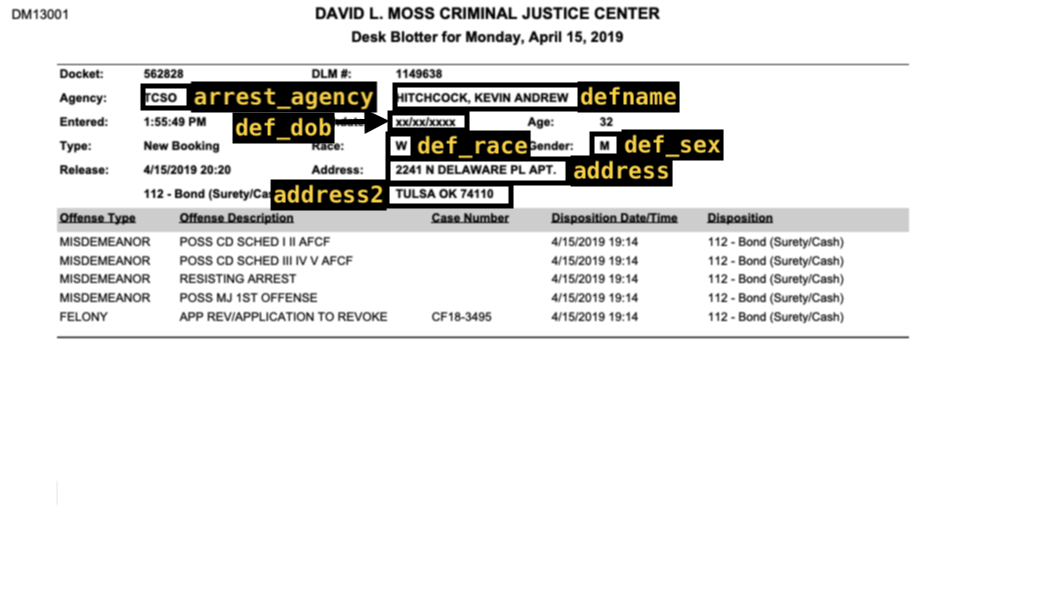 DM13001
DAVID L. MOSS CRIMINAL JUSTICE CENTER
Desk Blotter for Monday, April 15, 2019
Docket: 562828 DLM #: 1149638
Agency: TCSO arrest_agency HITCHCOCK, KEVIN ANDREW defname
Entered: 1:55:49 PM def_dob xx/xx/xxxx Age: 32
Type: New Booking Race: W def_race Gender: M def_sex
Release: 4/15/2019 20:20 Address: 2241 N DELAWARE PL APT. address
112 - Bond (Surety/Ca address2 TULSA OK 74110
Offense Type Offense Description Case Number Disposition Date/Time Disposition
MISDEMEANOR POSS CD SCHED I II AFCF 4/15/2019 19:14 112 - Bond (Surety/Cash)
MISDEMEANOR POSS CD SCHED III IV V AFCF 4/15/2019 19:14 112 - Bond (Surety/Cash)
MISDEMEANOR RESISTING ARREST 4/15/2019 19:14 112 - Bond (Surety/Cash)
MISDEMEANOR POSS MJ 1ST OFFENSE 4/15/2019 19:14 112 - Bond (Surety/Cash)
FELONY APP REV/APPLICATION TO REVOKE CF18-3495 4/15/2019 19:14 112 - Bond (Surety/Cash)